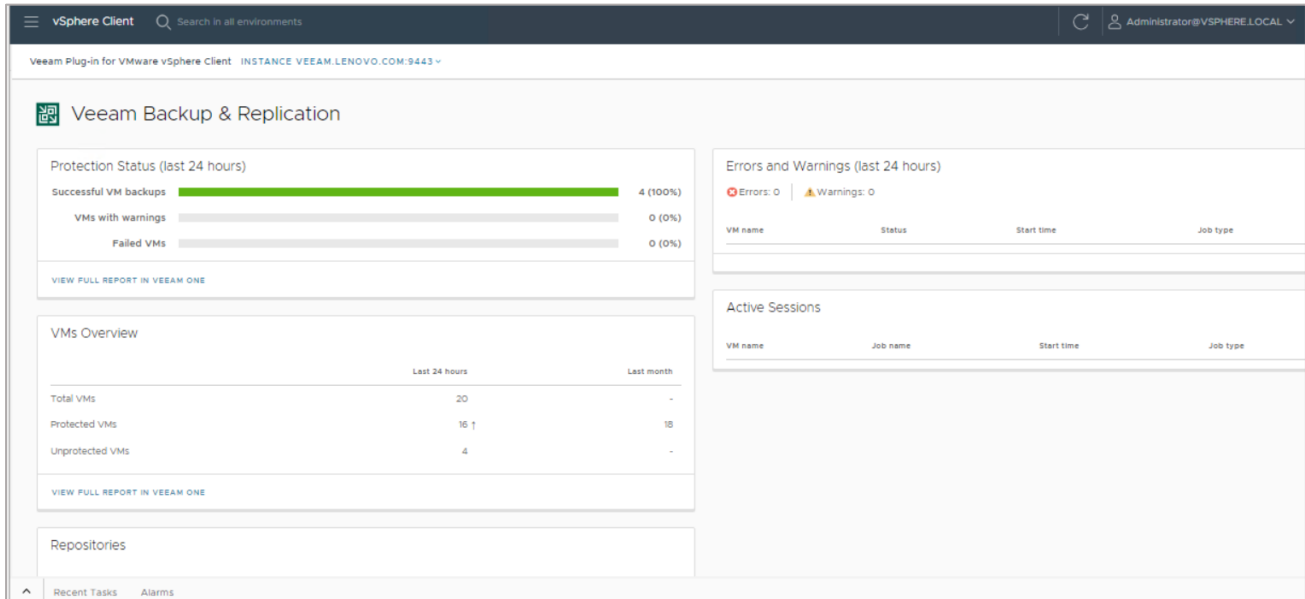 vSphere Client Search in all environments Administrator@VSPHERE.LOCAL
Veeam Plug-in for VMware vSphere Client INSTANCE VEEAM.LENOVO.COM:9443
Veeam Backup & Replication
Protection Status (last 24 hours)
Successful VM backups 4 (100%)
VMs with warnings 0 (0%)
Failed VMs 0 (0%)
VIEW FULL REPORT IN VEEAM ONE
VMs Overview
Last 24 hours Last month
Total VMs 20 -
Protected VMs 16 ↑ 18
Unprotected VMs 4 -
VIEW FULL REPORT IN VEEAM ONE
Repositories
Errors and Warnings (last 24 hours)
Errors: 0 Warnings: 0
VM name Status Start time Job type
Active Sessions
VM name Job name Start time Job type
Recent Tasks Alarms